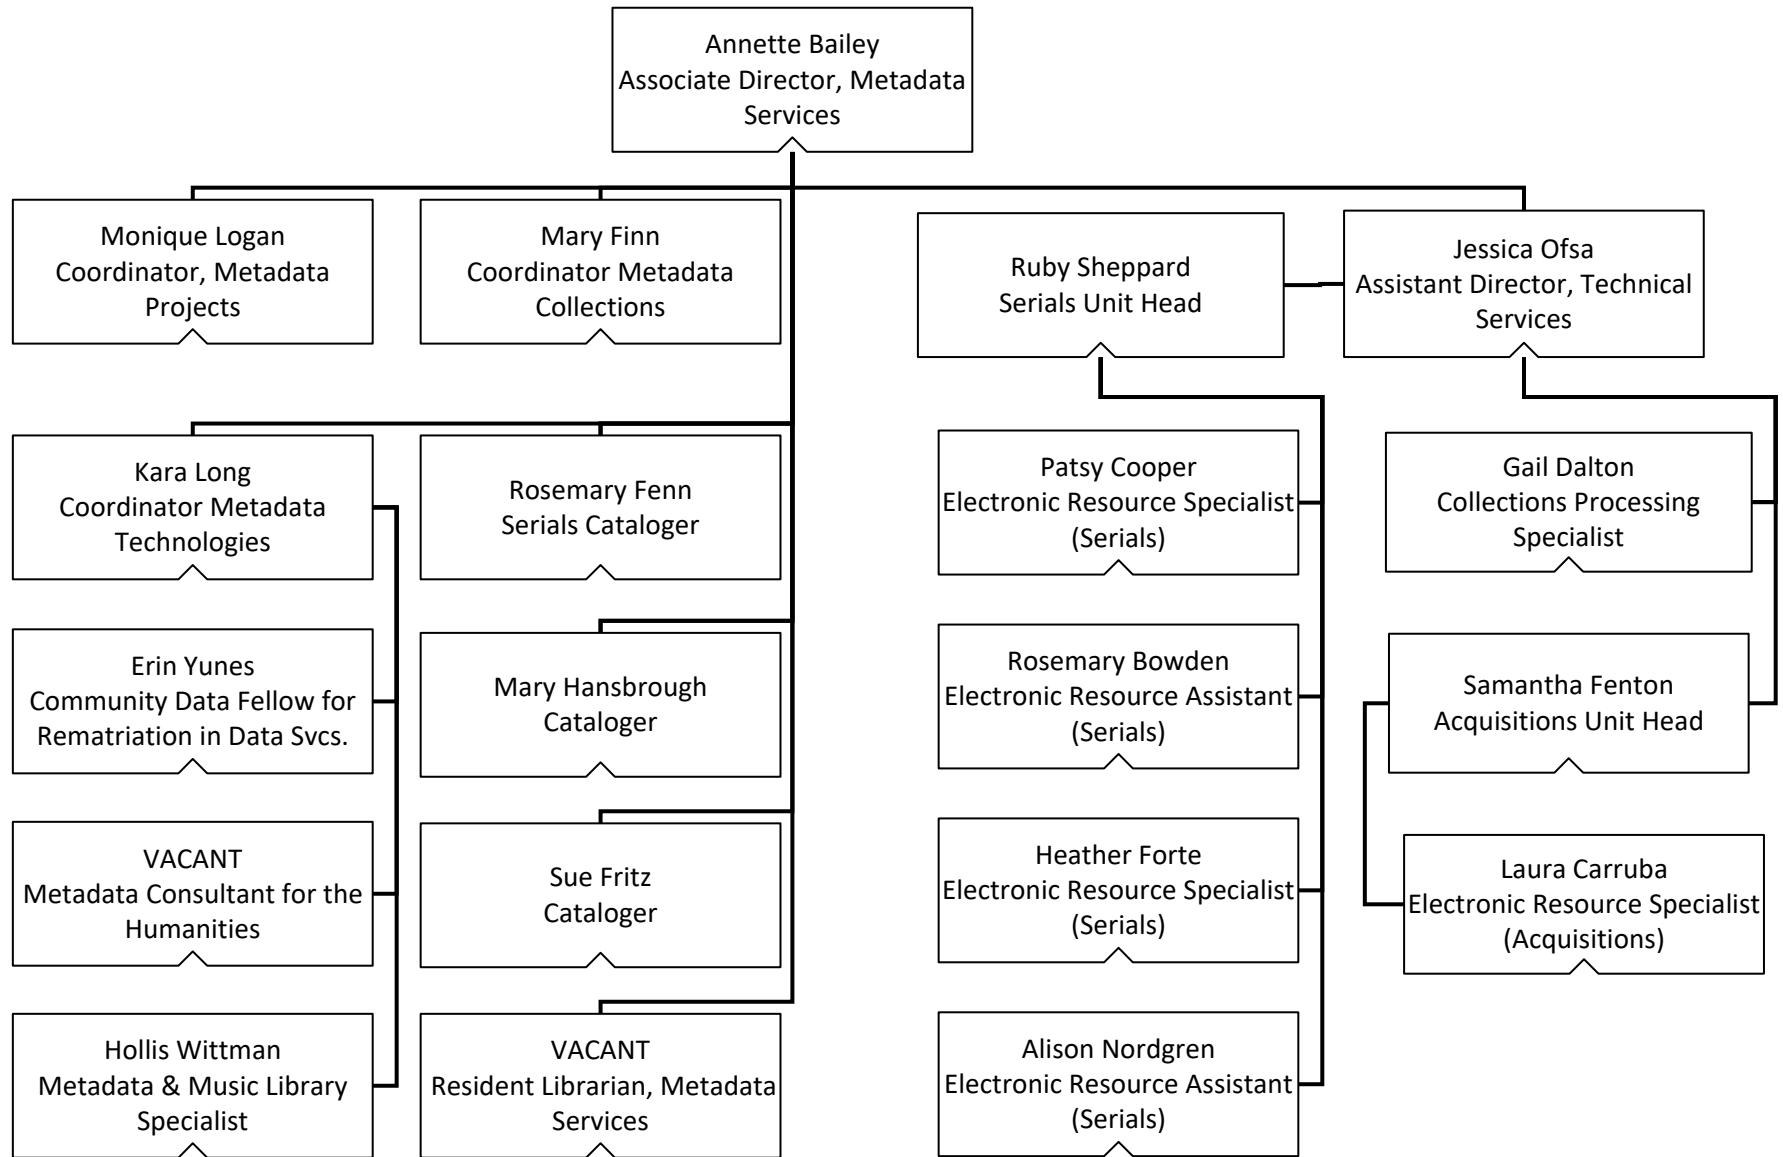 Annette Bailey
Associate Director, Metadata
Services
Monique Logan
Coordinator, Metadata
Projects
Mary Finn
Coordinator Metadata
Collections
Ruby Sheppard
Serials Unit Head
Jessica Ofsa
Assistant Director, Technical
Services
Kara Long
Coordinator Metadata
Technologies
Rosemary Fenn
Serials Cataloger
Patsy Cooper
Electronic Resource Specialist
(Serials)
Gail Dalton
Collections Processing
Specialist
Erin Yunes
Community Data Fellow for
Rematriation in Data Svcs.
Mary Hansbrough
Cataloger
Rosemary Bowden
Electronic Resource Assistant
(Serials)
Samantha Fenton
Acquisitions Unit Head
VACANT
Metadata Consultant for the
Humanities
Sue Fritz
Cataloger
Heather Forte
Electronic Resource Specialist
(Serials)
Laura Carruba
Electronic Resource Specialist
(Acquisitions)
Hollis Wittman
Metadata & Music Library
Specialist
VACANT
Resident Librarian, Metadata
Services
Alison Nordgren
Electronic Resource Assistant
(Serials)